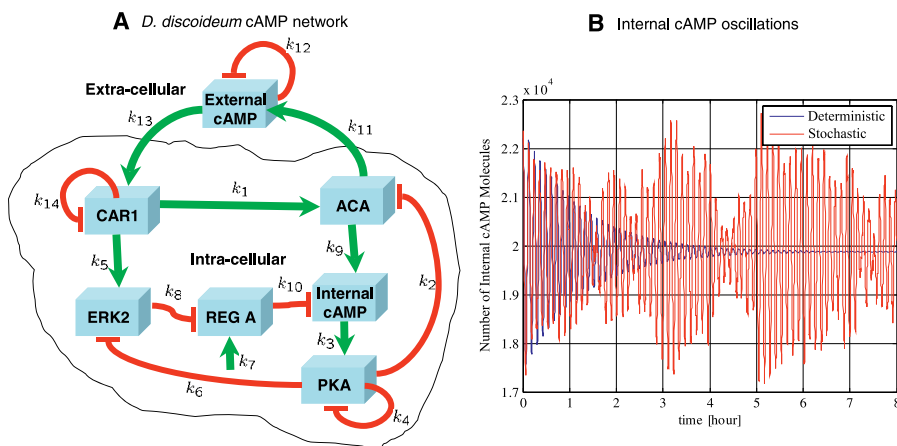 A D. discoideum cAMP network
k12
Extra-cellular
External
cAMP
k13
k11
k14
CAR1
k1
ACA
k5
k9
k2
Intra-cellular
k8
k10
ERK2
REG A
Internal
cAMP
k3
k7
k6
PKA
k4
B Internal cAMP oscillations
x 10^4
2.3
2.2
2.1
2
1.9
1.8
1.7
Number of Internal cAMP Molecules
Deterministic
Stochastic
0 1 2 3 4 5 6 7 8
time [hour]